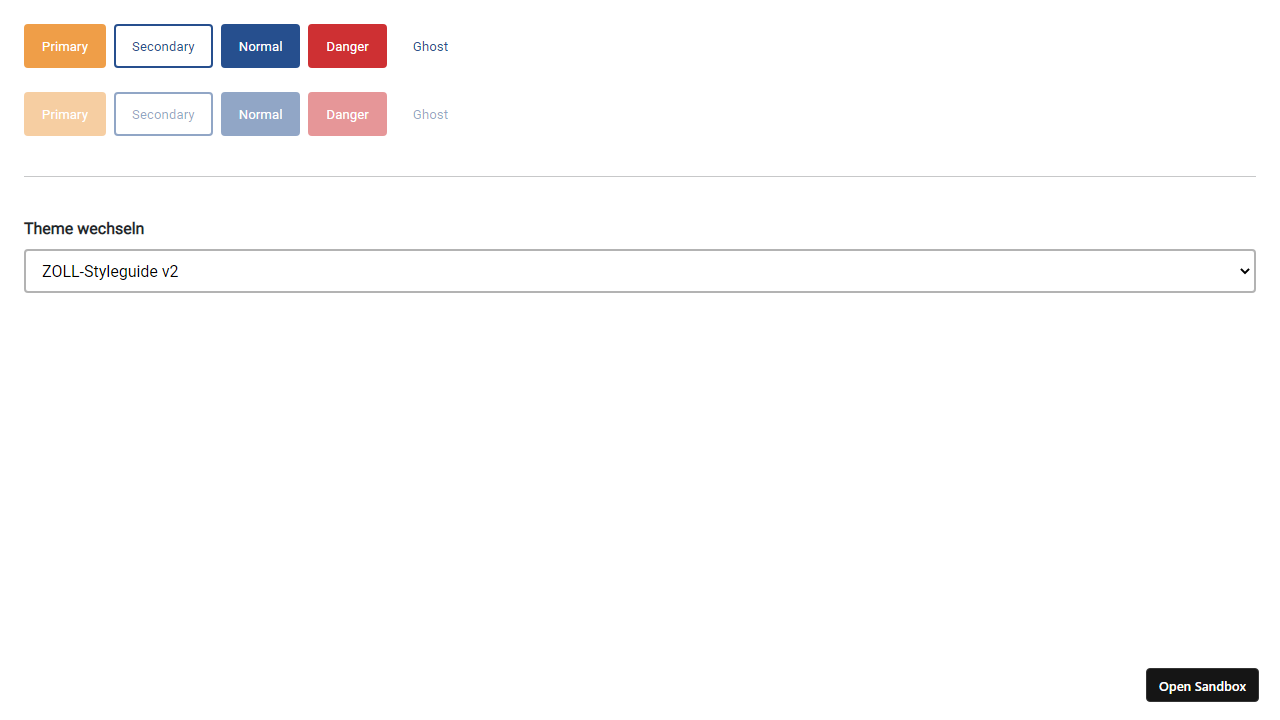 Primary Secondary Normal Danger Ghost
Primary Secondary Normal Danger Ghost
Theme wechseln
ZOLL-Styleguide v2
Open Sandbox